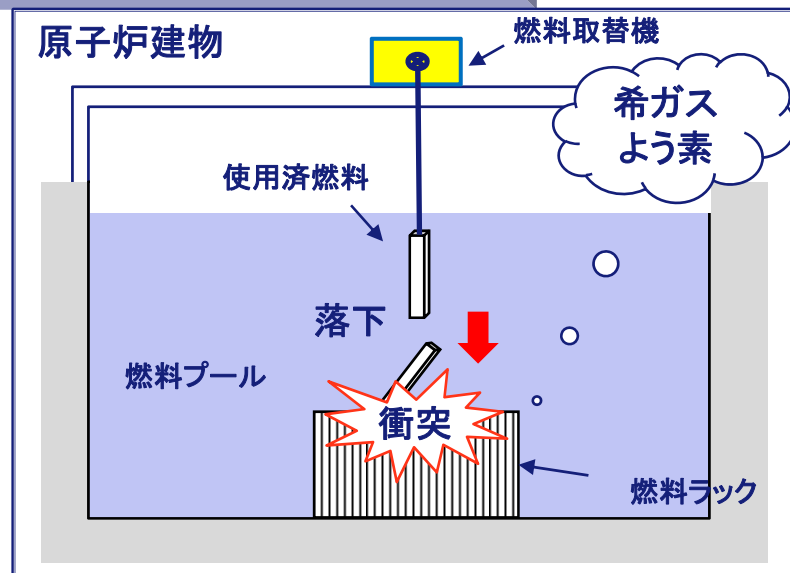 原子炉建物
燃料取替機
希ガス
よう素
使用済燃料
落下
燃料プール
衝突
燃料ラック